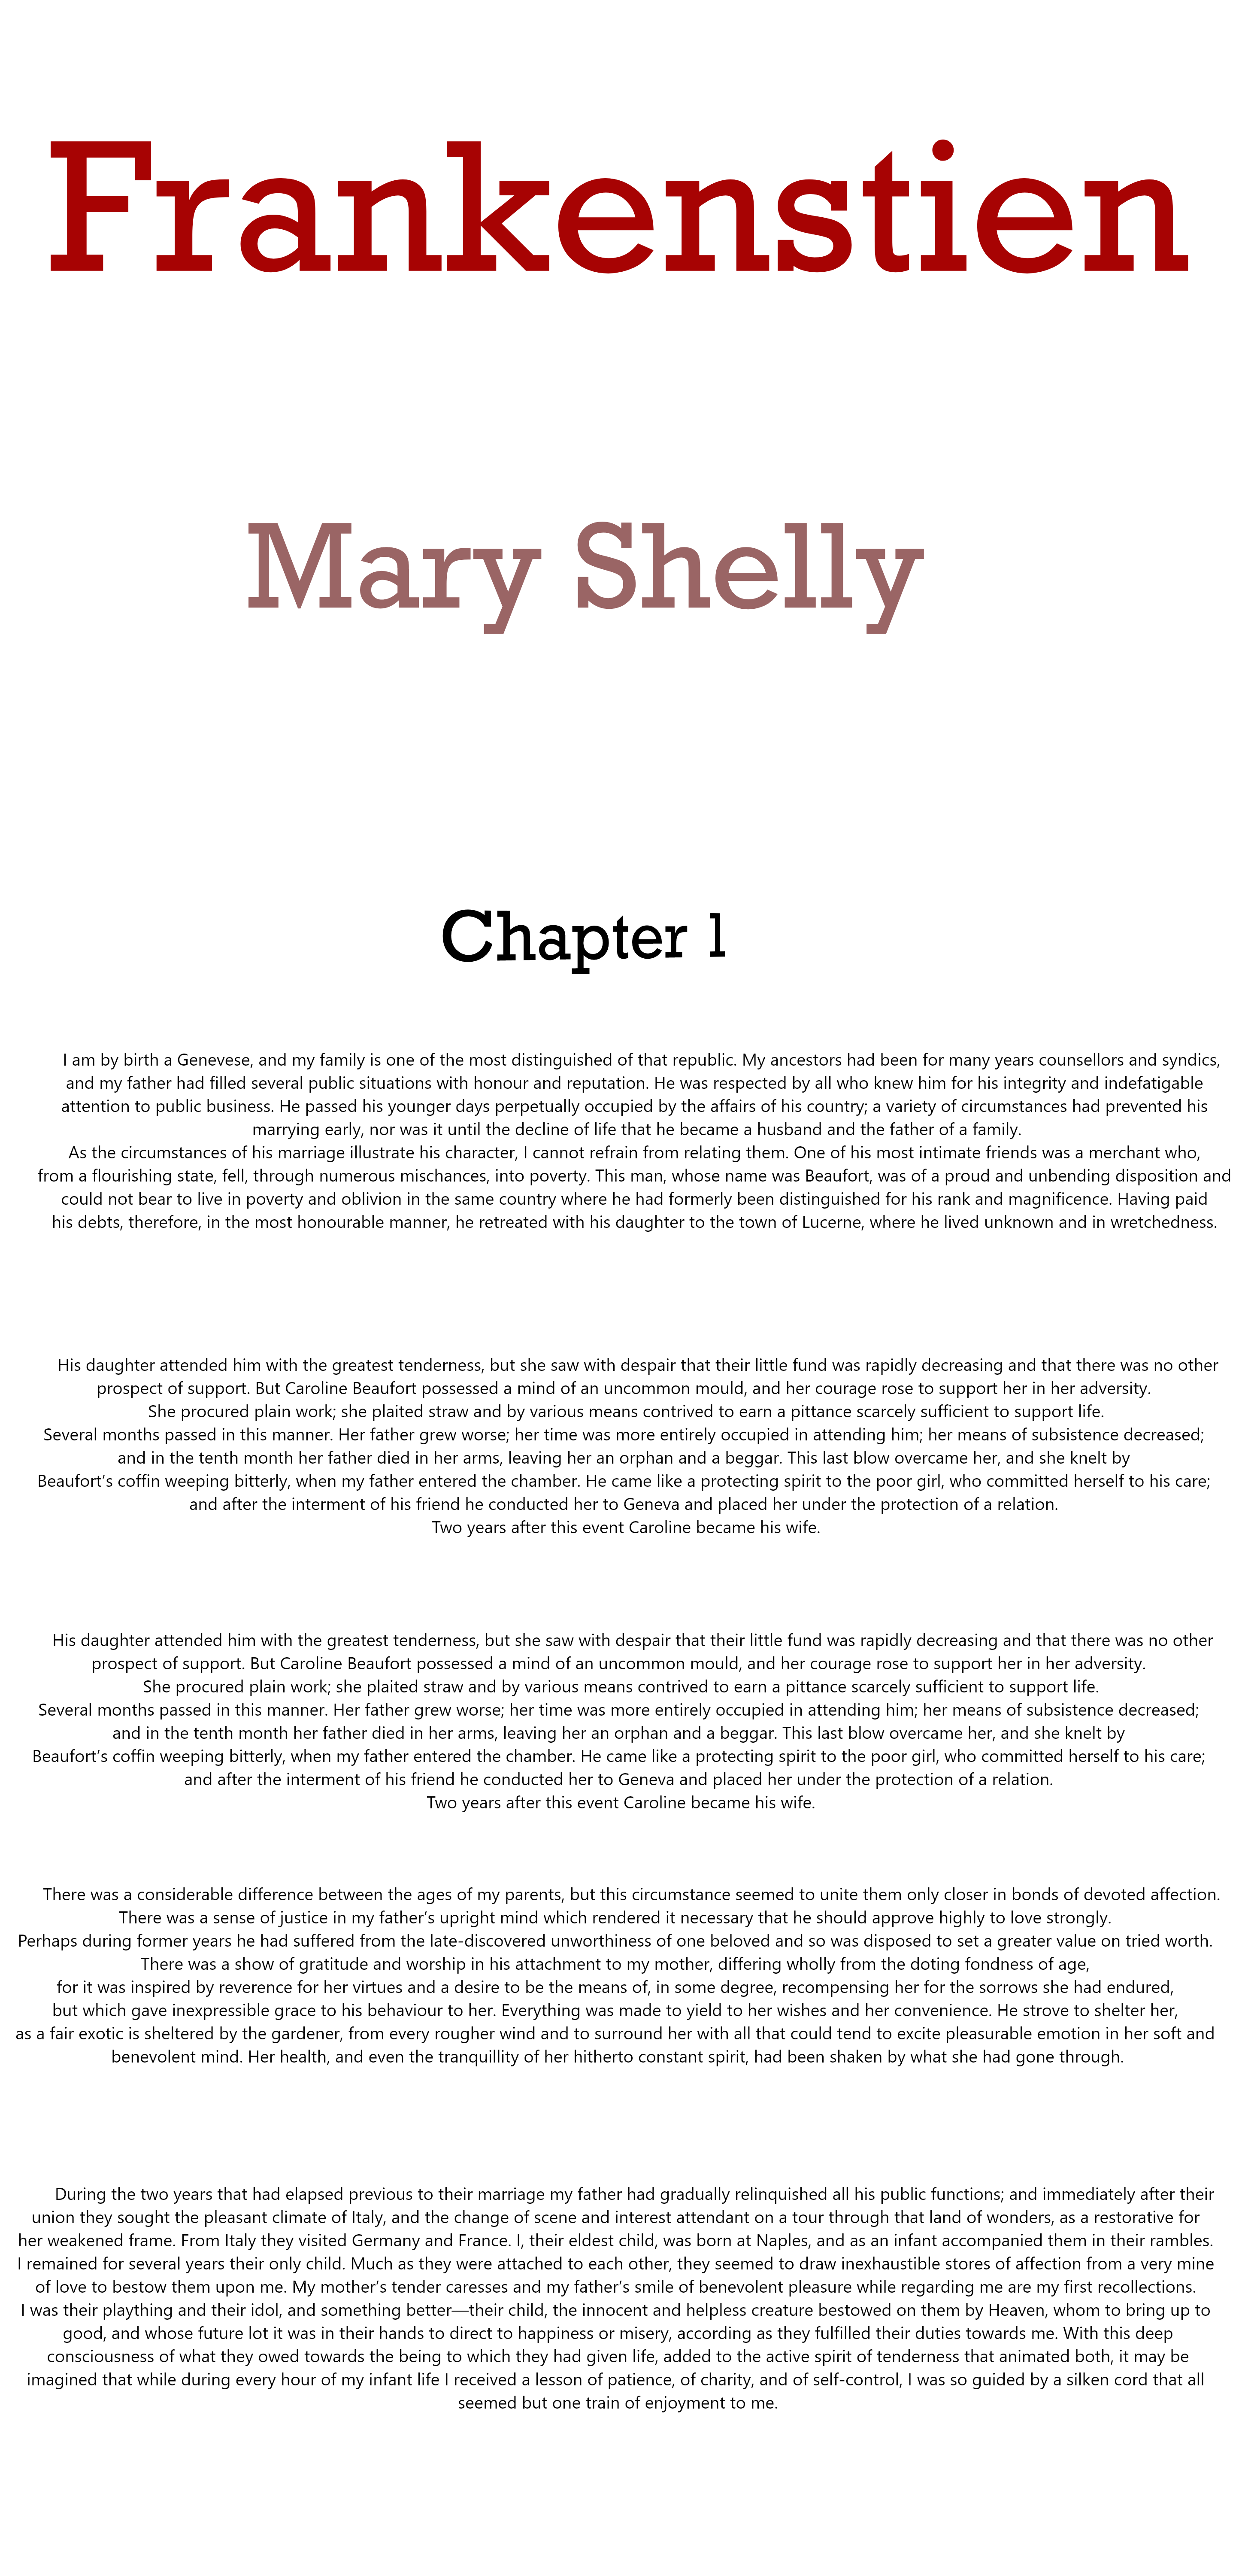 Frankenstien
Mary Shelly
Chapter 1
I am by birth a Genevese, and my family is one of the most distinguished of that republic. My ancestors had been for many years counsellors and syndics,
and my father had filled several public situations with honour and reputation. He was respected by all who knew him for his integrity and indefatigable
attention to public business. He passed his younger days perpetually occupied by the affairs of his country; a variety of circumstances had prevented his
marrying early, nor was it until the decline of life that he became a husband and the father of a family.
As the circumstances of his marriage illustrate his character, I cannot refrain from relating them. One of his most intimate friends was a merchant who,
from a flourishing state, fell, through numerous mischances, into poverty. This man, whose name was Beaufort, was of a proud and unbending disposition and
could not bear to live in poverty and oblivion in the same country where he had formerly been distinguished for his rank and magnificence. Having paid
his debts, therefore, in the most honourable manner, he retreated with his daughter to the town of Lucerne, where he lived unknown and in wretchedness.
His daughter attended him with the greatest tenderness, but she saw with despair that their little fund was rapidly decreasing and that there was no other
prospect of support. But Caroline Beaufort possessed a mind of an uncommon mould, and her courage rose to support her in her adversity.
She procured plain work; she plaited straw and by various means contrived to earn a pittance scarcely sufficient to support life.
Several months passed in this manner. Her father grew worse; her time was more entirely occupied in attending him; her means of subsistence decreased;
and in the tenth month her father died in her arms, leaving her an orphan and a beggar. This last blow overcame her, and she knelt by
Beaufort’s coffin weeping bitterly, when my father entered the chamber. He came like a protecting spirit to the poor girl, who committed herself to his care;
and after the interment of his friend he conducted her to Geneva and placed her under the protection of a relation.
Two years after this event Caroline became his wife.
His daughter attended him with the greatest tenderness, but she saw with despair that their little fund was rapidly decreasing and that there was no other
prospect of support. But Caroline Beaufort possessed a mind of an uncommon mould, and her courage rose to support her in her adversity.
She procured plain work; she plaited straw and by various means contrived to earn a pittance scarcely sufficient to support life.
Several months passed in this manner. Her father grew worse; her time was more entirely occupied in attending him; her means of subsistence decreased;
and in the tenth month her father died in her arms, leaving her an orphan and a beggar. This last blow overcame her, and she knelt by
Beaufort’s coffin weeping bitterly, when my father entered the chamber. He came like a protecting spirit to the poor girl, who committed herself to his care;
and after the interment of his friend he conducted her to Geneva and placed her under the protection of a relation.
Two years after this event Caroline became his wife.
There was a considerable difference between the ages of my parents, but this circumstance seemed to unite them only closer in bonds of devoted affection.
There was a sense of justice in my father’s upright mind which rendered it necessary that he should approve highly to love strongly.
Perhaps during former years he had suffered from the late-discovered unworthiness of one beloved and so was disposed to set a greater value on tried worth.
There was a show of gratitude and worship in his attachment to my mother, differing wholly from the doting fondness of age,
for it was inspired by reverence for her virtues and a desire to be the means of, in some degree, recompensing her for the sorrows she had endured,
but which gave inexpressible grace to his behaviour to her. Everything was made to yield to her wishes and her convenience. He strove to shelter her,
as a fair exotic is sheltered by the gardener, from every rougher wind and to surround her with all that could tend to excite pleasurable emotion in her soft and
benevolent mind. Her health, and even the tranquillity of her hitherto constant spirit, had been shaken by what she had gone through.
During the two years that had elapsed previous to their marriage my father had gradually relinquished all his public functions; and immediately after their
union they sought the pleasant climate of Italy, and the change of scene and interest attendant on a tour through that land of wonders, as a restorative for
her weakened frame. From Italy they visited Germany and France. I, their eldest child, was born at Naples, and as an infant accompanied them in their rambles.
I remained for several years their only child. Much as they were attached to each other, they seemed to draw inexhaustible stores of affection from a very mine
of love to bestow them upon me. My mother’s tender caresses and my father’s smile of benevolent pleasure while regarding me are my first recollections.
I was their plaything and their idol, and something better—their child, the innocent and helpless creature bestowed on them by Heaven, whom to bring up to
good, and whose future lot it was in their hands to direct to happiness or misery, according as they fulfilled their duties towards me. With this deep
consciousness of what they owed towards the being to which they had given life, added to the active spirit of tenderness that animated both, it may be
imagined that while during every hour of my infant life I received a lesson of patience, of charity, and of self-control, I was so guided by a silken cord that all
seemed but one train of enjoyment to me.